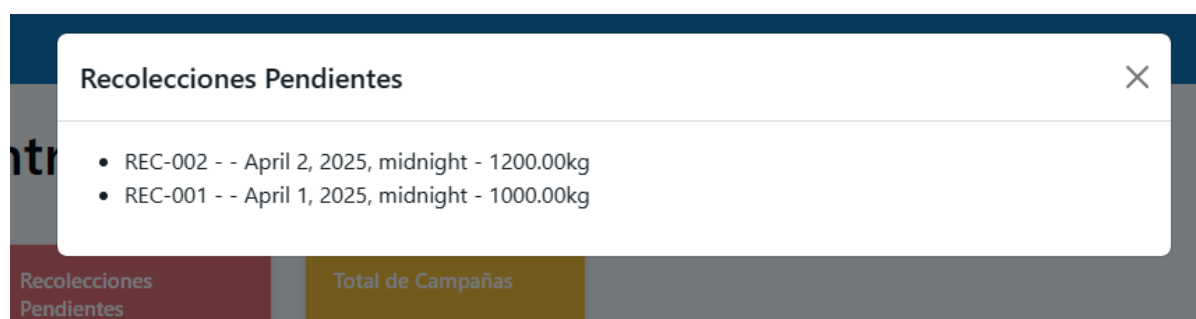 Recolecciones Pendientes
ntr
• REC-002 - - April 2, 2025, midnight - 1200.00kg
• REC-001 - - April 1, 2025, midnight - 1000.00kg
Recolecciones
Pendientes
Total de Campañas